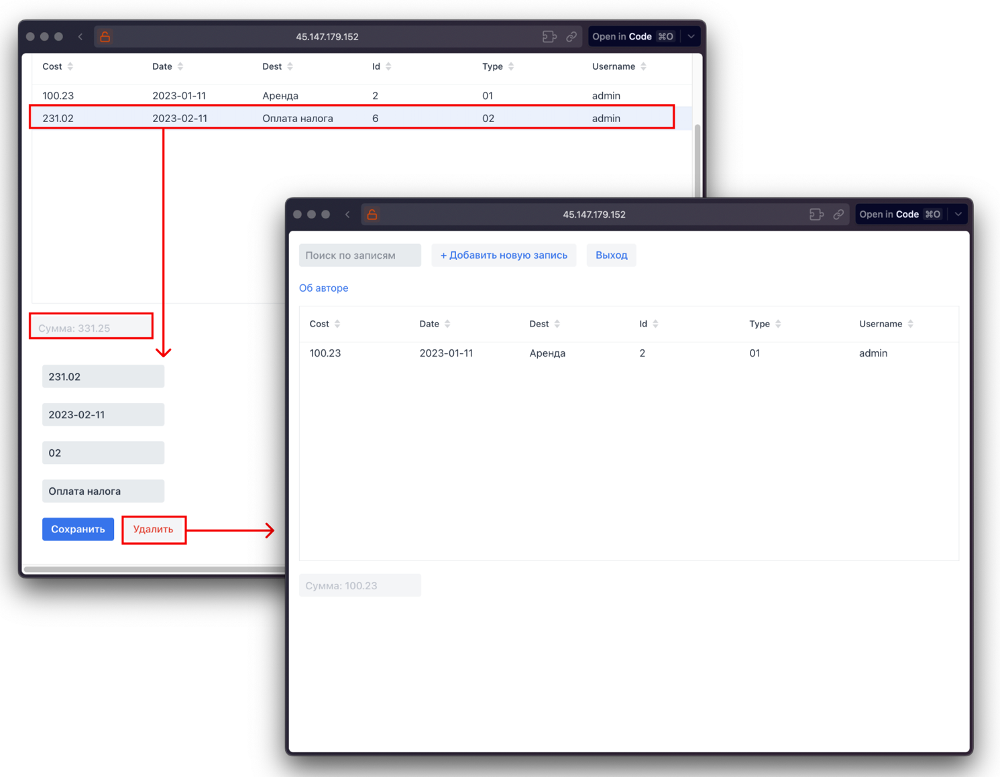 45.147.179.152
Open in Code ⌘O
Cost Date Dest Id Type Username
100.23 2023-01-11 Аренда 2 01 admin
231.02 2023-02-11 Оплата налога 6 02 admin
Сумма: 331.25
231.02
2023-02-11
02
Оплата налога
Сохранить Удалить
45.147.179.152
Open in Code ⌘O
Поиск по записям + Добавить новую запись Выход
Об авторе
Cost Date Dest Id Type Username
100.23 2023-01-11 Аренда 2 01 admin
Сумма: 100.23